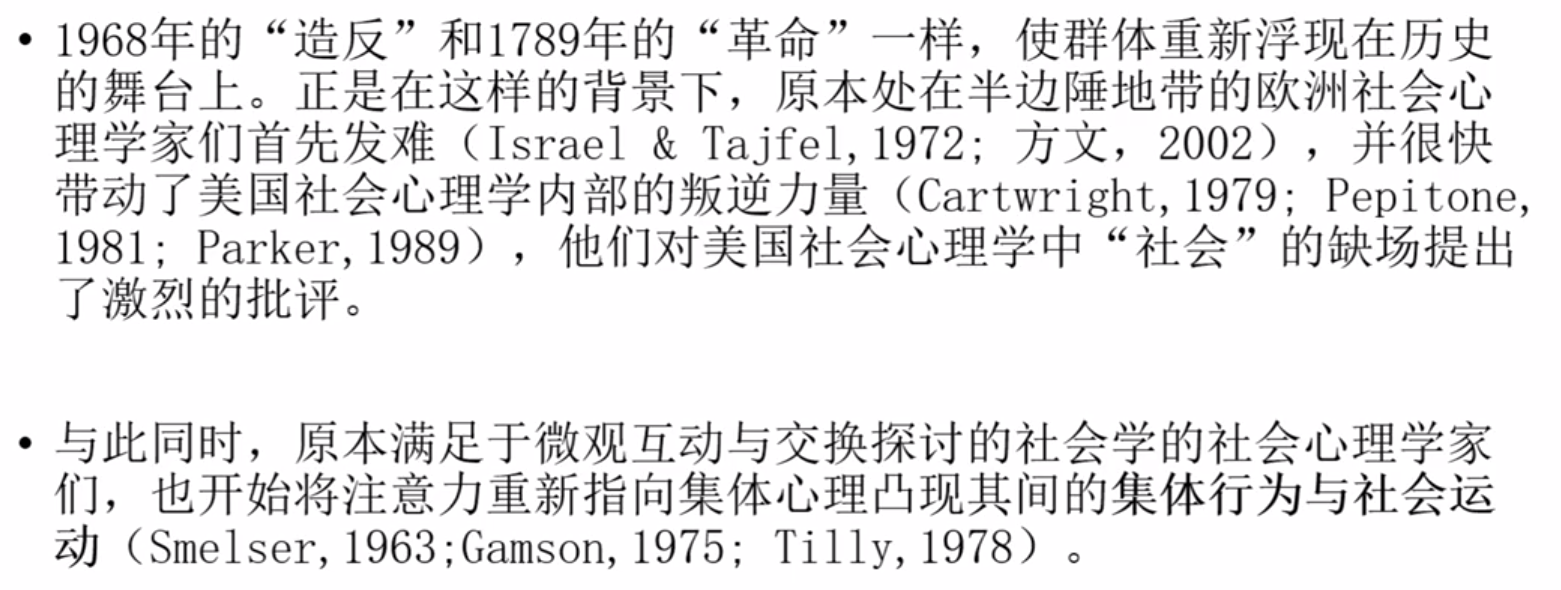 • 1968年的“造反”和1789年的“革命”一样，使群体重新浮现在历史
的舞台上。正是在这样的背景下，原本处在半边陲地带的欧洲社会心
理学家们首先发难（Israel & Tajfel,1972; 方文，2002），并很快
带动了美国社会心理学内部的叛逆力量（Cartwright,1979; Pepitone,
1981; Parker,1989），他们对美国社会心理学中“社会”的缺场提出
了激烈的批评。
• 与此同时，原本满足于微观互动与交换探讨的社会学的社会心理学家
们，也开始将注意力重新指向集体心理凸现其间的集体行为与社会运
动（Smelser,1963;Gamson,1975; Tilly,1978）。